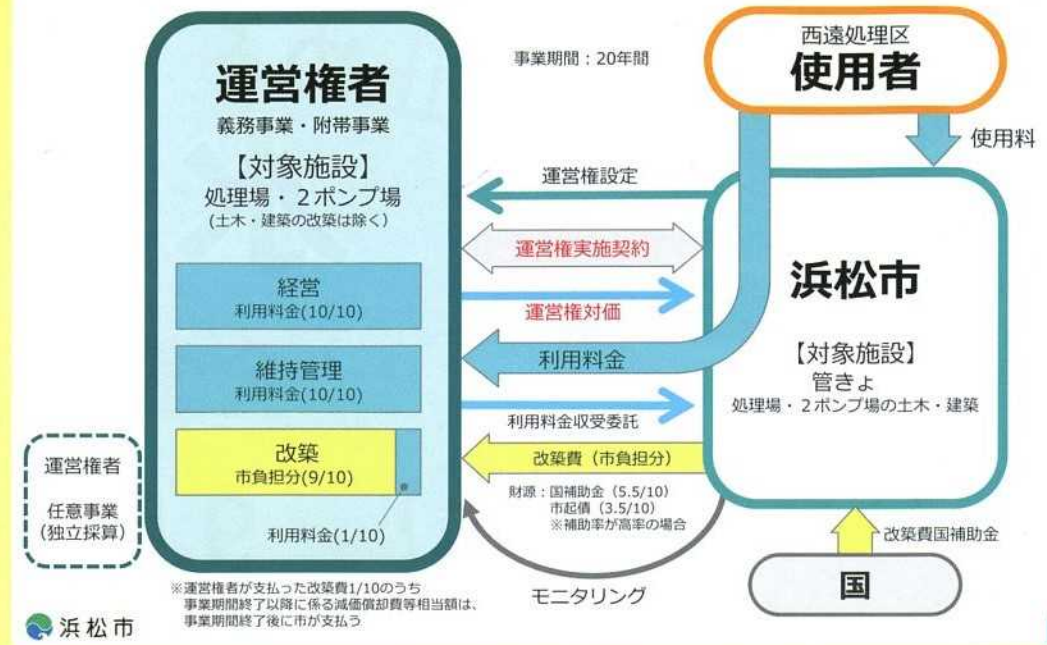 運営権者
義務事業・附帯事業
【対象施設】
処理場・2ポンプ場
(土木・建築の改築は除く)
経営
利用料金(10/10)
維持管理
利用料金(10/10)
改築
市負担分(9/10)
利用料金(1/10)
運営権者
任意事業
(独立採算)
※運営権者が支払った改築費1/10のうち
事業期間終了以降に係る減価償却費等相当額は、
事業期間終了後に市が支払う
浜松市
事業期間：20年間
運営権設定
運営権実施契約
運営権対価
利用料金
利用料金収受委託
改築費（市負担分）
財源：国補助金（5.5/10）
市起債（3.5/10）
※補助率が高率の場合
モニタリング
西遠処理区
使用者
使用料
浜松市
【対象施設】
管きょ
処理場・2ポンプ場の土木・建築
改築費国補助金
国